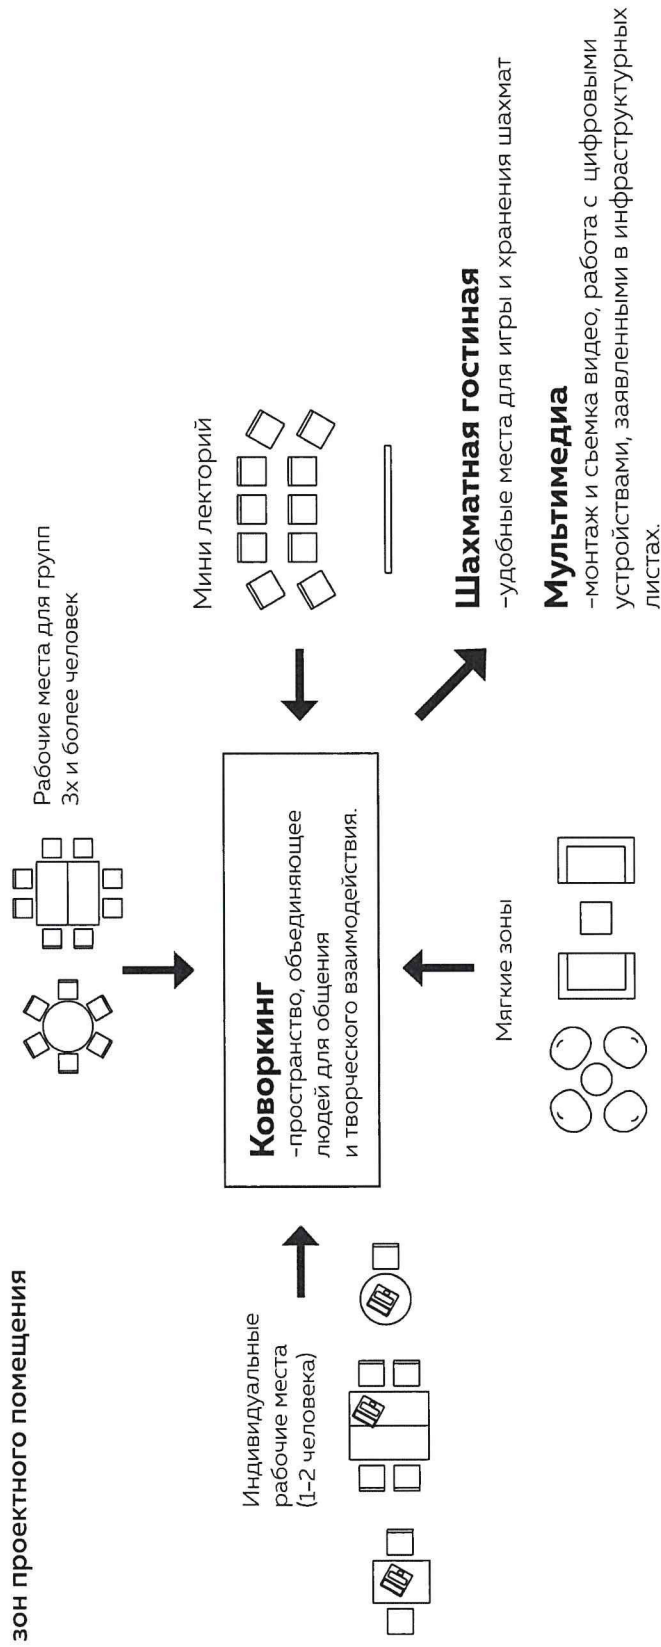 зон проектного помещения
Рабочие места для групп
3х и более человек
Индивидуальные
рабочие места
(1–2 человека)
Коворкинг
–пространство, объединяющее
людей для общения
и творческого взаимодействия.
Мини лекторий
Мягкие зоны
Шахматная гостиная
–удобные места для игры и хранения шахмат
Мультимедиа
–монтаж и съемка видео, работа с цифровыми
устройствами, заявленными в инфраструктурных
листах.